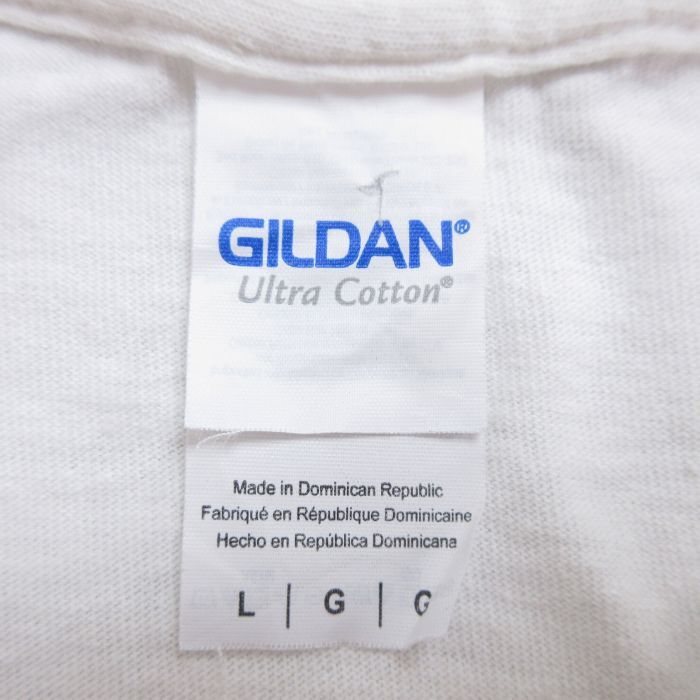 GILDAN®
Ultra Cotton®
Made in Dominican Republic
Fabriqué en République Dominicaine
Hecho en República Dominicana
L | G | G